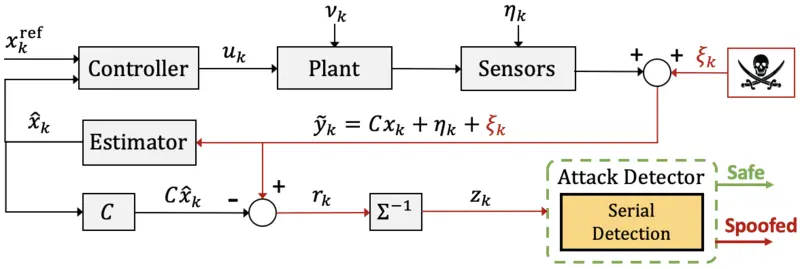 ν_k
η_k
x_k^ref
Controller
u_k
Plant
Sensors
+
+
ξ_k
x̂_k
Estimator
ỹ_k = Cx_k + η_k + ξ_k
Attack Detector
Safe
C
Cx̂_k
-
+
r_k
Σ^−1
z_k
Serial
Detection
Spoofed